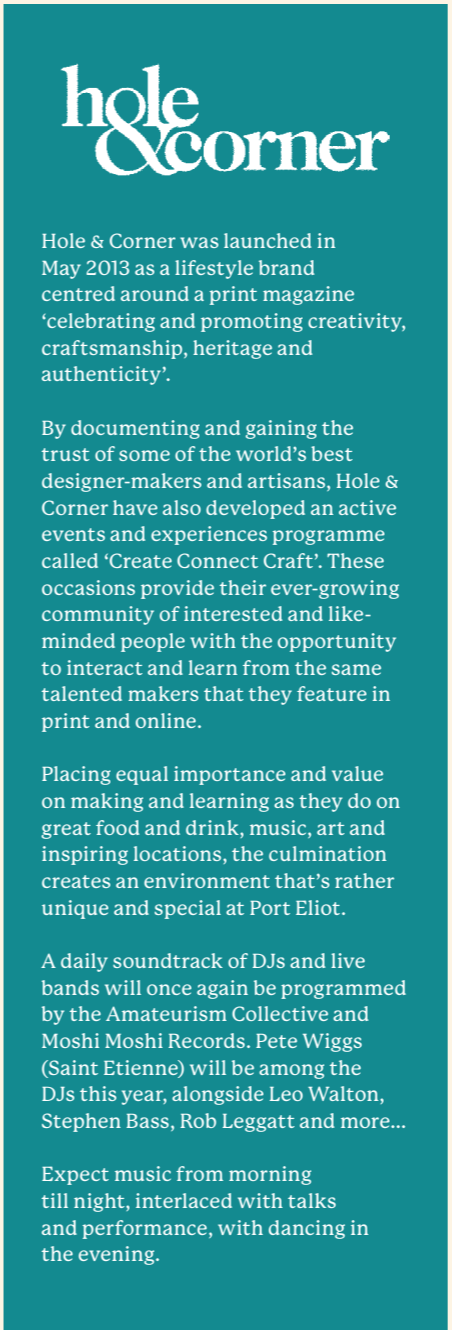 hole
&corner
Hole & Corner was launched in
May 2013 as a lifestyle brand
centred around a print magazine
‘celebrating and promoting creativity,
craftsmanship, heritage and
authenticity’.
By documenting and gaining the
trust of some of the world’s best
designer-makers and artisans, Hole &
Corner have also developed an active
events and experiences programme
called ‘Create Connect Craft’. These
occasions provide their ever-growing
community of interested and like-
minded people with the opportunity
to interact and learn from the same
talented makers that they feature in
print and online.
Placing equal importance and value
on making and learning as they do on
great food and drink, music, art and
inspiring locations, the culmination
creates an environment that’s rather
unique and special at Port Eliot.
A daily soundtrack of DJs and live
bands will once again be programmed
by the Amateurism Collective and
Moshi Moshi Records. Pete Wiggs
(Saint Etienne) will be among the
DJs this year, alongside Leo Walton,
Stephen Bass, Rob Leggatt and more...
Expect music from morning
till night, interlaced with talks
and performance, with dancing in
the evening.